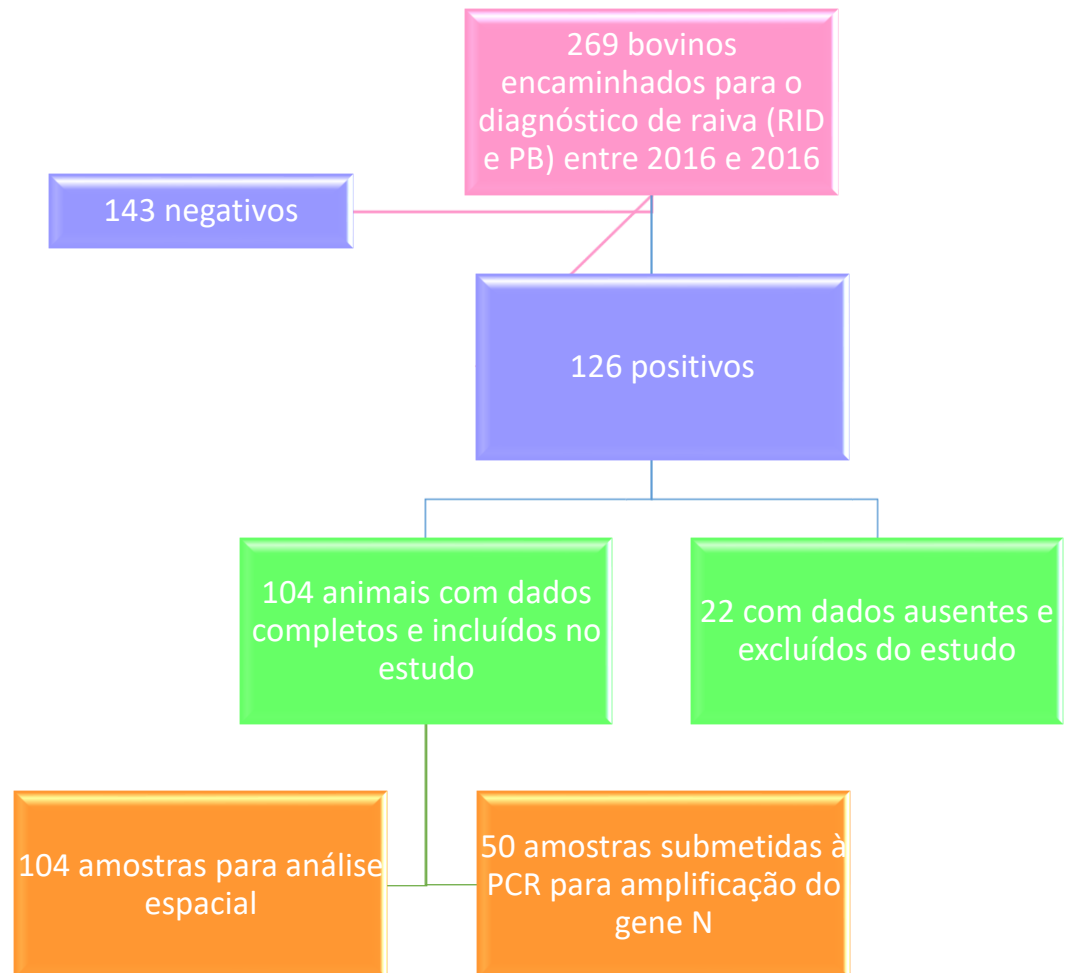 269 bovinos
encaminhados para o
diagnóstico de raiva (RID
e PB) entre 2016 e 2016
143 negativos
126 positivos
104 animais com dados
completos e incluídos no
estudo
22 com dados ausentes e
excluídos do estudo
104 amostras para análise
espacial
50 amostras submetidas à
PCR para amplificação do
gene N